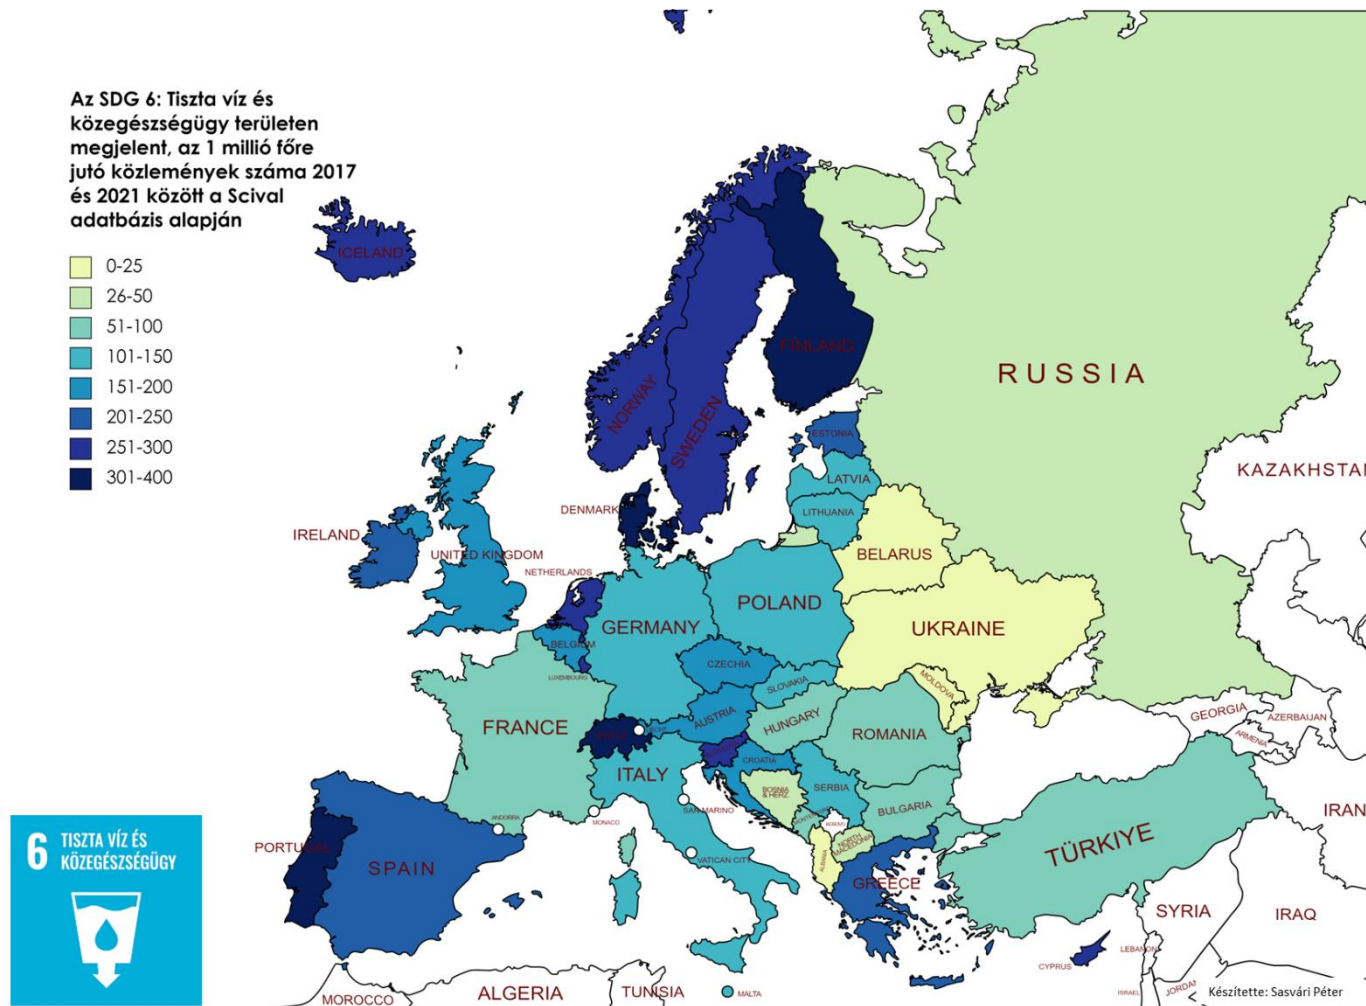 Az SDG 6: Tiszta víz és
közegészségügy területen
megjelent, az 1 millió főre
jutó közlemények száma 2017
és 2021 között a Scival
adatbázis alapján
0-25
26-50
51-100
101-150
151-200
201-250
251-300
301-400
ICELAND
NORWAY
SWEDEN
FINLAND
RUSSIA
ESTONIA
LATVIA
LITHUANIA
KAZAKHSTAN
DENMARK
IRELAND
UNITED KINGDOM
NETHERLANDS
BELARUS
POLAND
GERMANY
UKRAINE
BELGIUM
LUXEMBOURG
CZECHIA
SLOVAKIA
MOLDOVA
AUSTRIA
HUNGARY
FRANCE
ROMANIA
GEORGIA
AZERBAIJAN
ARMENIA
CROATIA
ITALY
BOSNIA
& HERZ.
SERBIA
SAN MARINO
BULGARIA
KOSOVO
ANDORRA
MONACO
NORTH
MACEDONIA
ALBANIA
IRAN
TÜRKIYE
PORTUGAL
SPAIN
VATICAN CITY
GREECE
SYRIA
IRAQ
LEBANON
CYPRUS
ISRAEL
JORDAN
MOROCCO
ALGERIA
TUNISIA
MALTA
6 TISZTA VÍZ ÉS
KÖZEGÉSZSÉGÜGY
Készítette: Sasvári Péter